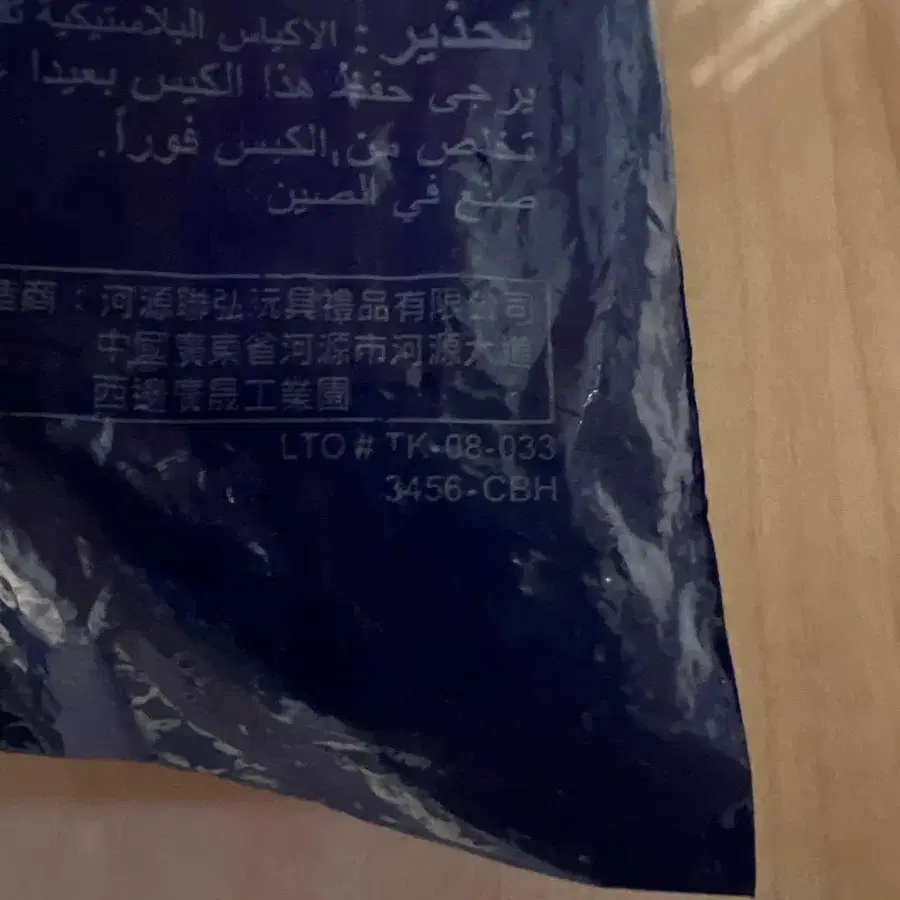 تحذير : الاكياس البلاستيكية
يرجى حفظ هذا الكيس بعيدا
تخلص من الكيس فوراً.
صنع في الصين
商：河源聯弘玩具禮品有限公司
中國廣東省河源市河源大道
西邊廣晟工業園
LTO # TK-08-033
3456-CBH